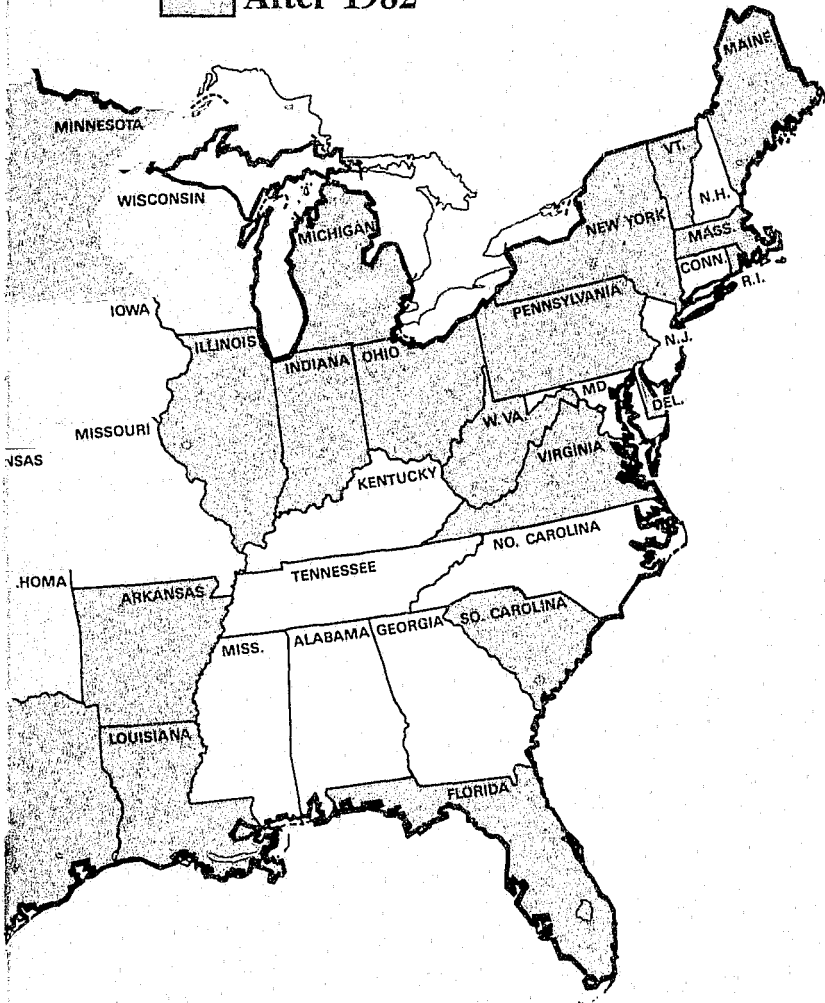 After 1982
MAINE
MINNESOTA
VT.
WISCONSIN
N.H.
MICHIGAN
NEW YORK
MASS.
CONN.
R.I.
IOWA
PENNSYLVANIA
ILLINOIS
INDIANA
OHIO
N.J.
MD
DEL.
W. VA.
MISSOURI
VIRGINIA
NSAS
KENTUCKY
NO. CAROLINA
TENNESSEE
.HOMA
ARKANSAS
SO. CAROLINA
MISS.
ALABAMA
GEORGIA
LOUISIANA
FLORIDA